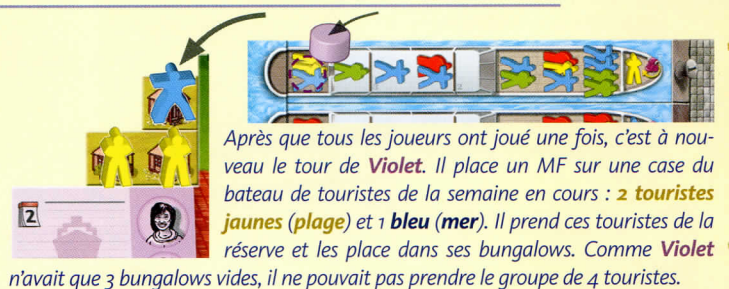 2
Après que tous les joueurs ont joué une fois, c'est à nou-
veau le tour de Violet. Il place un MF sur une case du
bateau de touristes de la semaine en cours : 2 touristes
jaunes (plage) et 1 bleu (mer). Il prend ces touristes de la
réserve et les place dans ses bungalows. Comme Violet
n'avait que 3 bungalows vides, il ne pouvait pas prendre le groupe de 4 touristes.